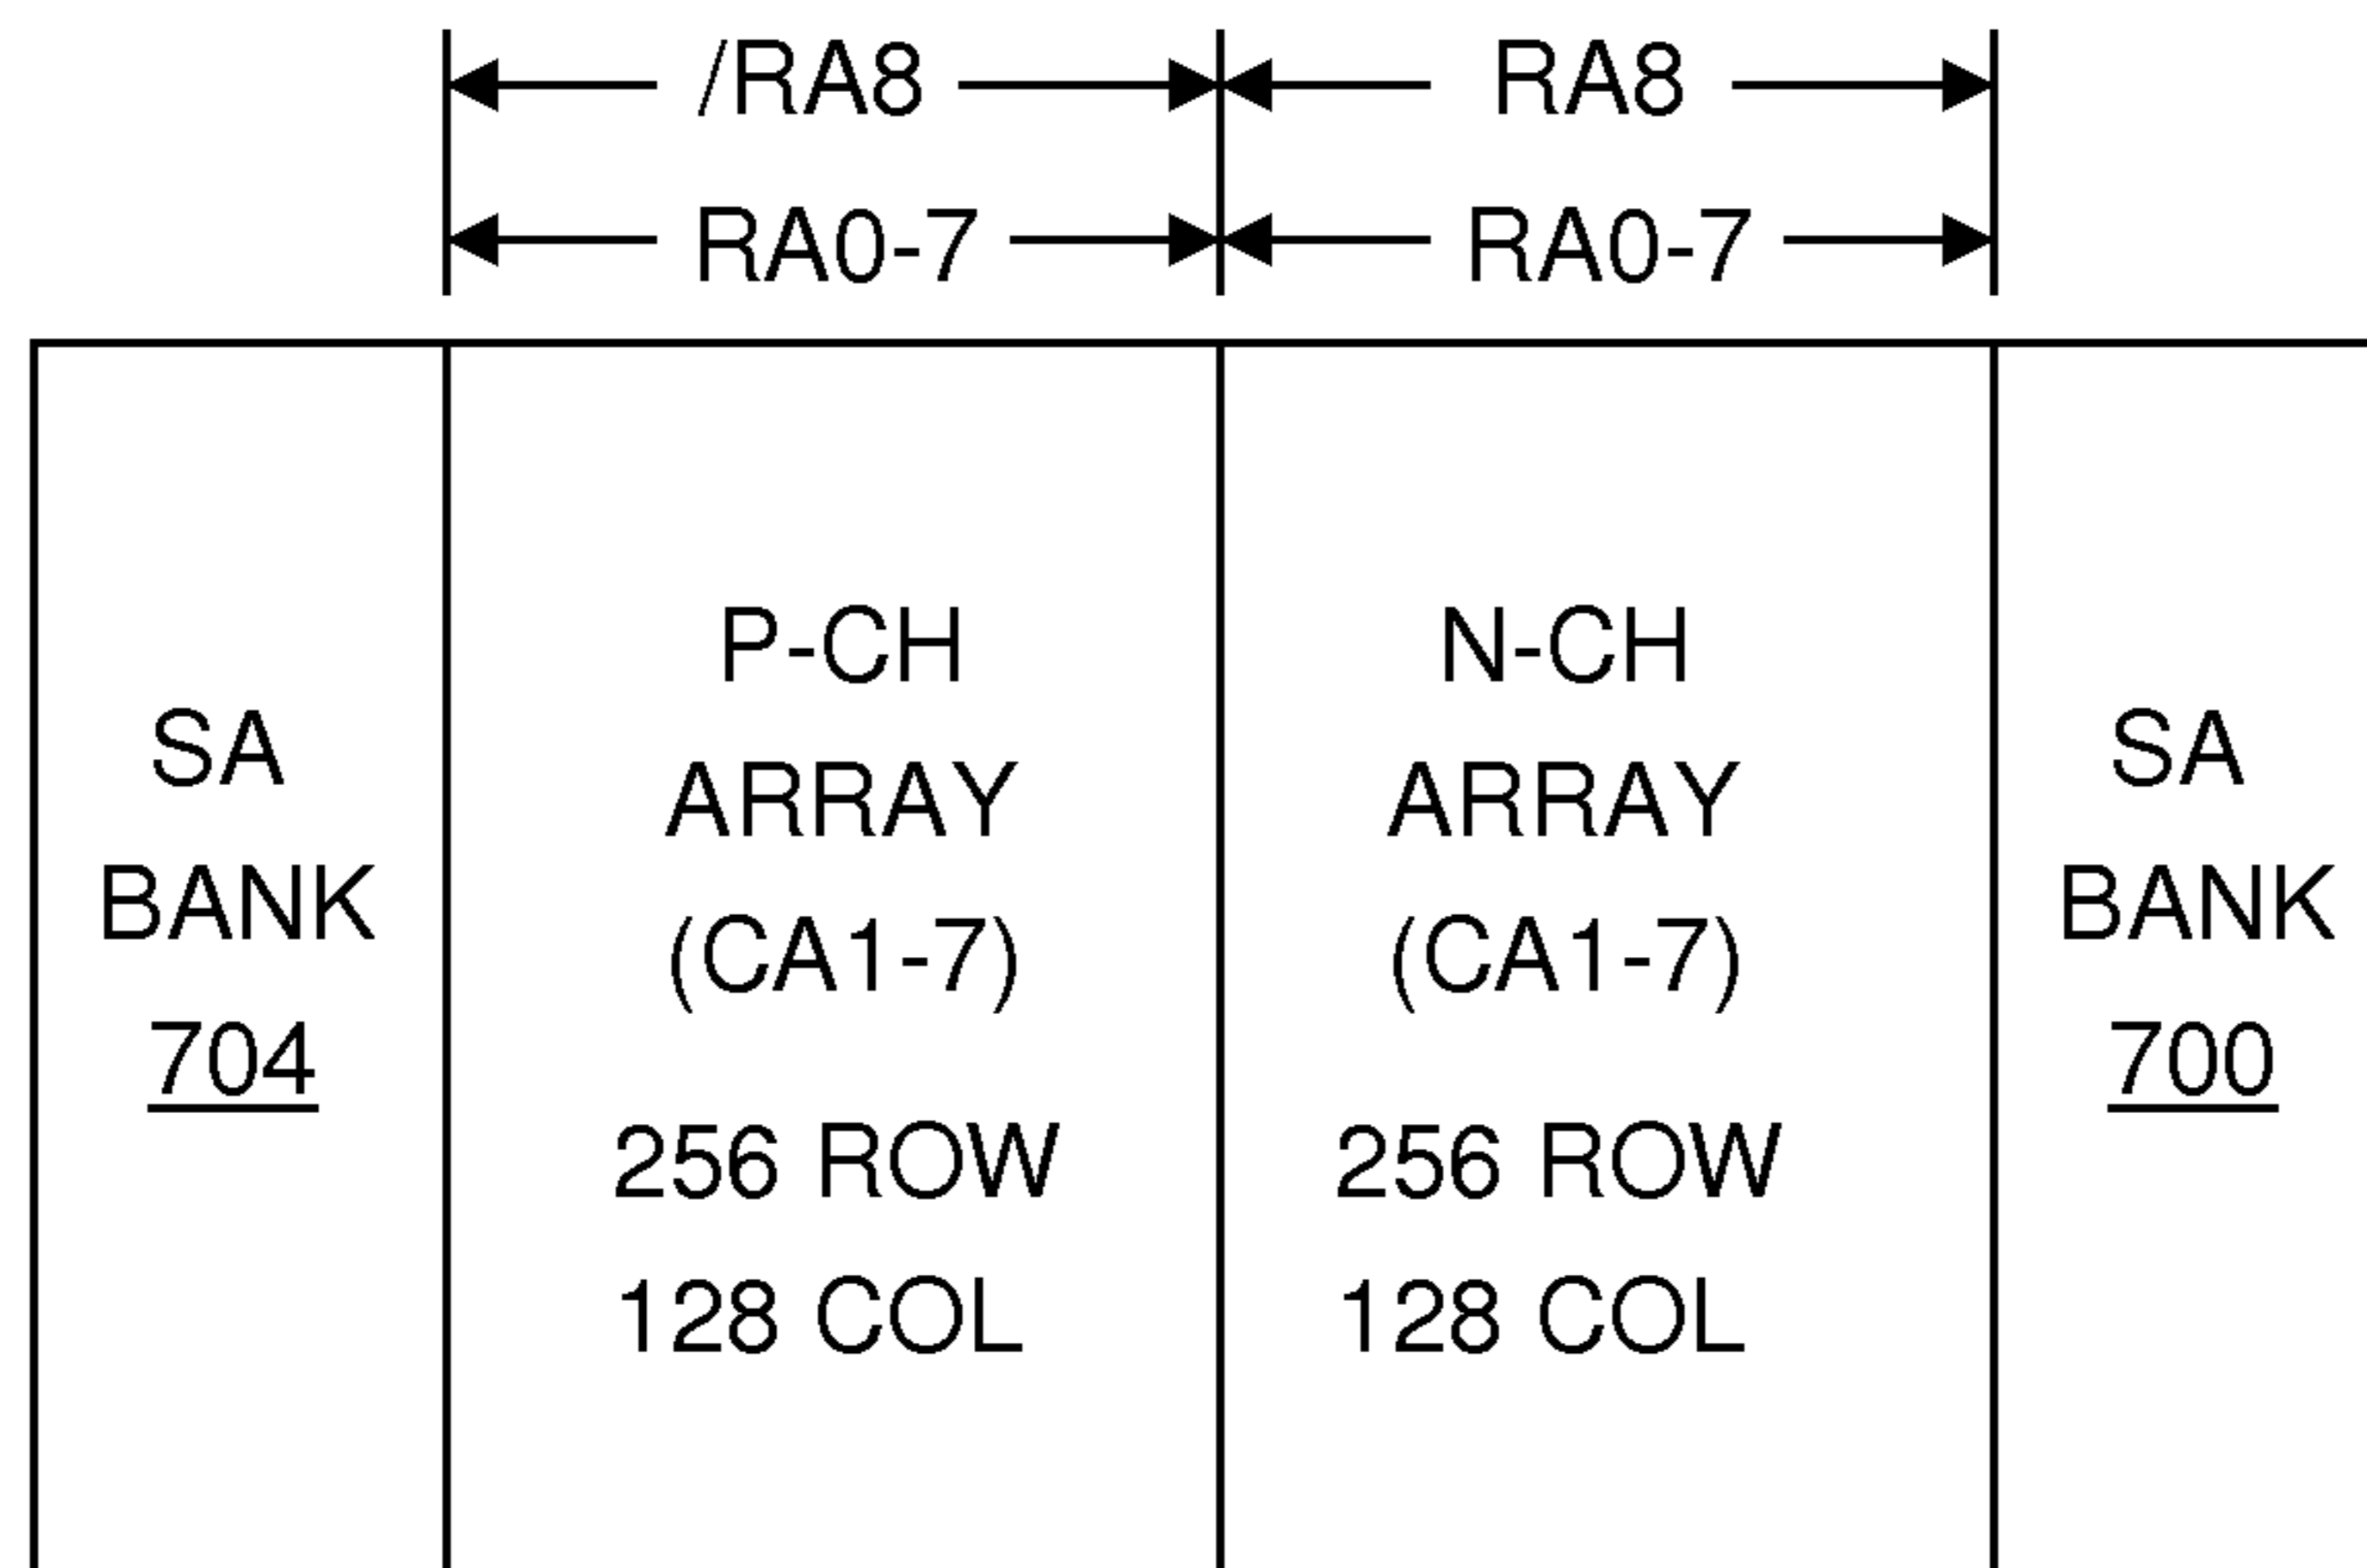 /RA8
RA8
RA0-7
RA0-7
SA
BANK
704
P-CH
ARRAY
(CA1-7)
256 ROW
128 COL
N-CH
ARRAY
(CA1-7)
256 ROW
128 COL
SA
BANK
700